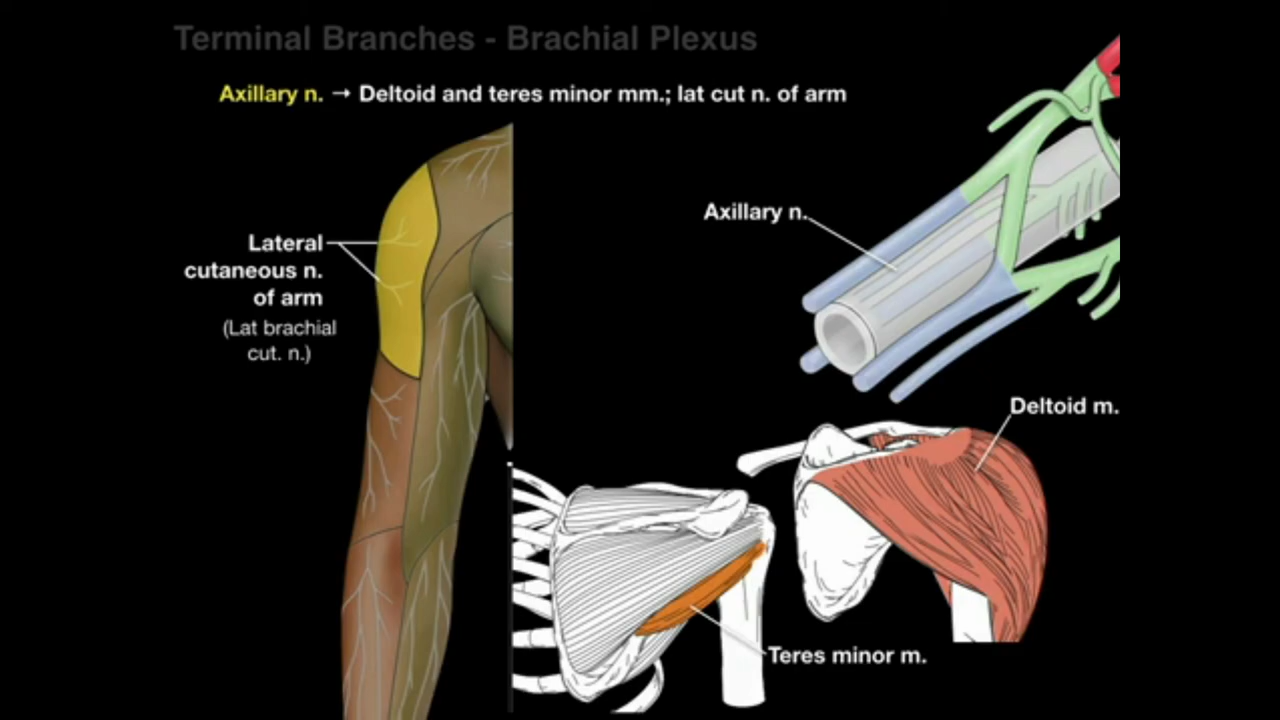 Terminal Branches - Brachial Plexus
Axillary n. → Deltoid and teres minor mm.; lat cut n. of arm
Axillary n.
Lateral
cutaneous n.
of arm
(Lat brachial
cut. n.)
Deltoid m.
Teres minor m.